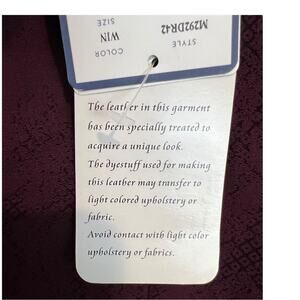 STYLE
M292DR42
COLOR
WIN
SIZE
The leather in this garment
has been specially treated to
acquire a unique look.
The dyestuff used for making
this leather may transfer to
light colored upholstery or
fabric.
Avoid contact with light color
upholstery or fabrics.